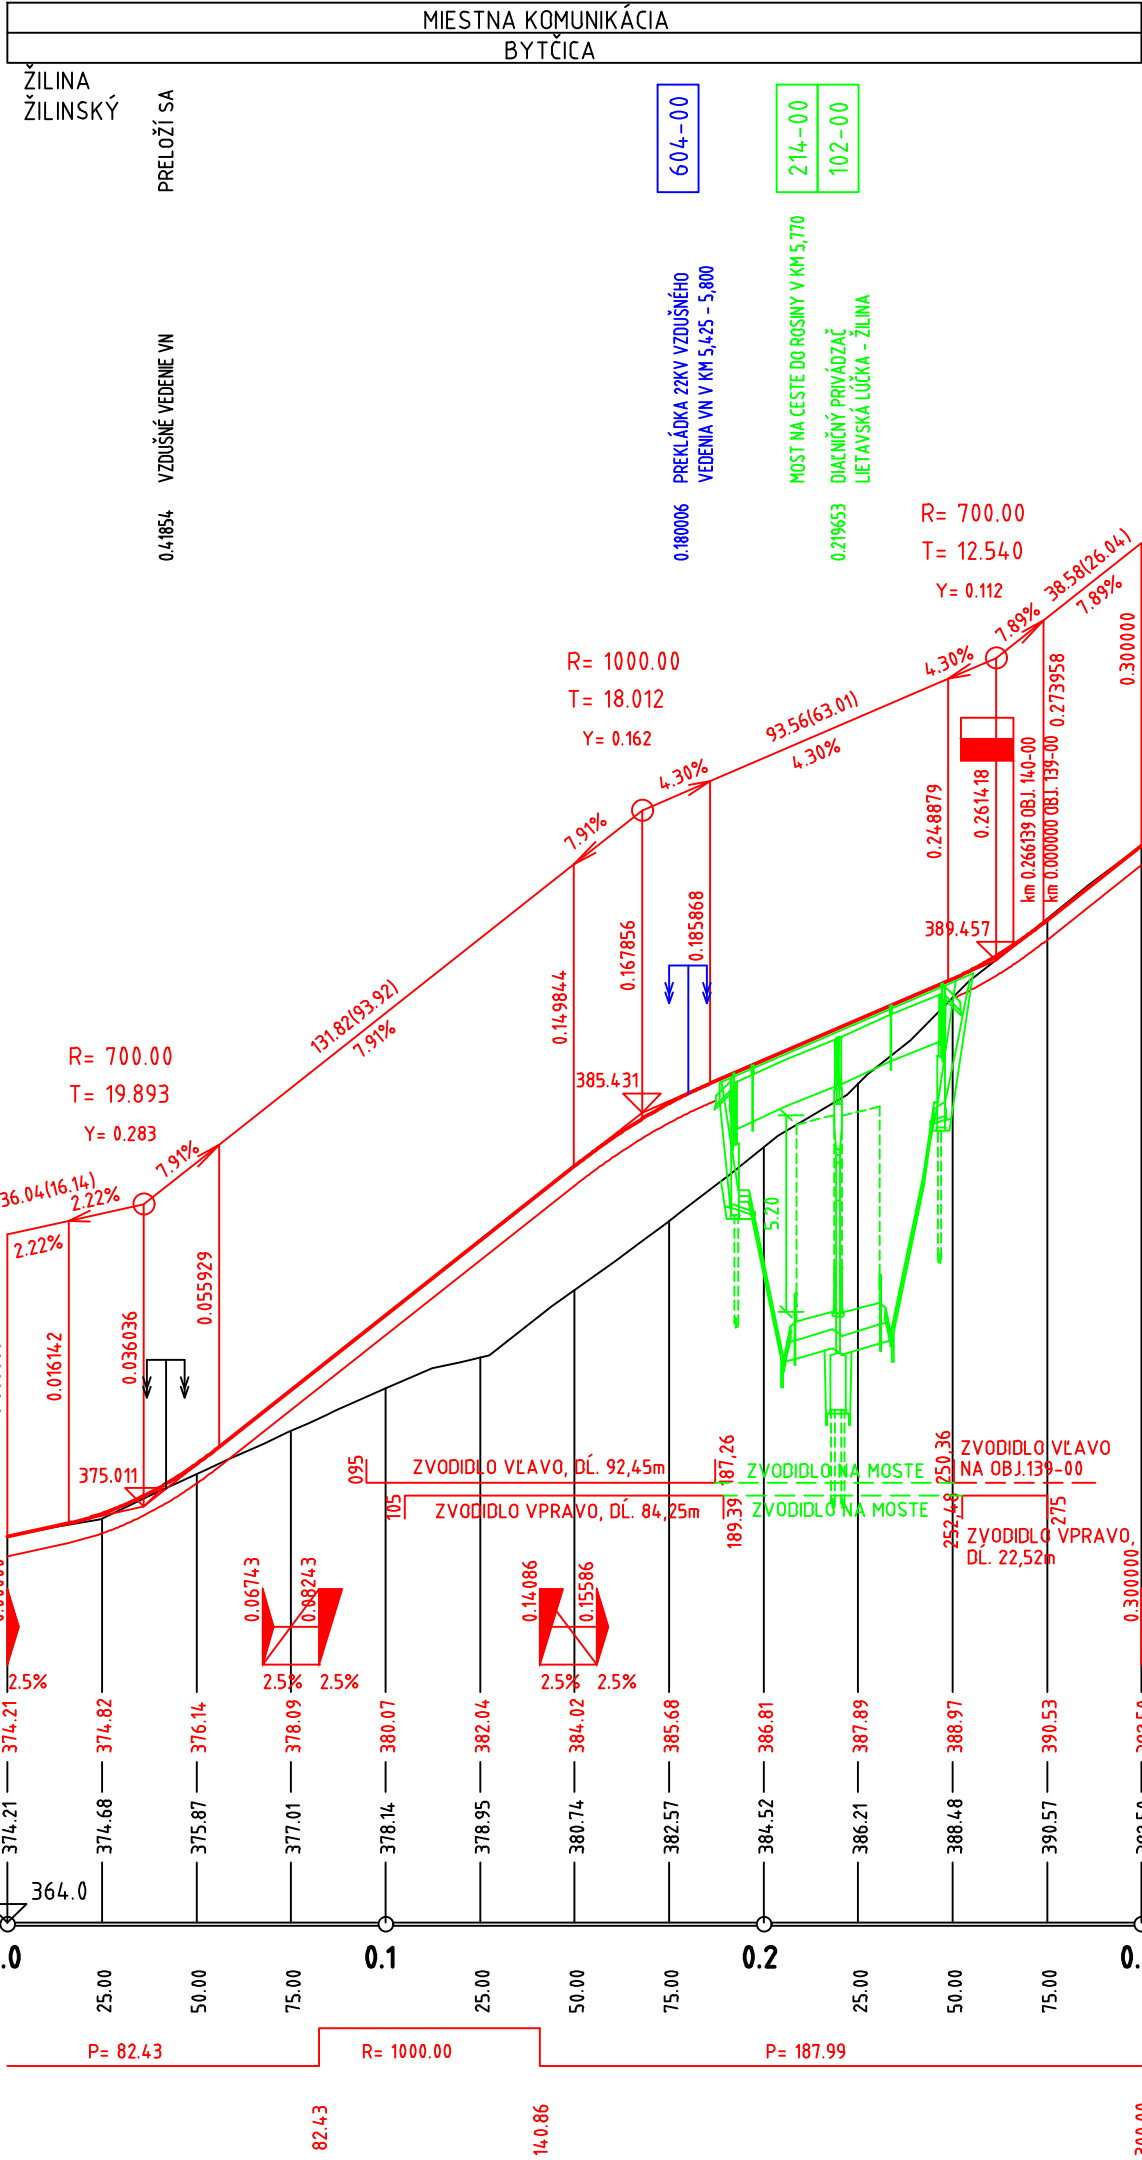 MIESTNA KOMUNIKÁCIA
BYTČICA
ŽILINA
ŽILINSKÝ
PRELOŽÍ SA
0.41854 VZDUŠNÉ VEDENIE VN
604-00
0.180006 PREKLÁDKA 22KV VZDUŠNÉHO
VEDENIA VN V KM 5,425 - 5,800
214-00
102-00
MOST NA CESTE DO ROSINY V KM 5,770
0.219653 DIAĽNIČNÝ PRIVÁDZAČ
LIETAVSKÁ LÚČKA - ŽILINA
R= 700.00
T= 12.540
Y= 0.112
38.58(26.04)
7.89%
7.89%
4.30%
0.300000
0.273958
R= 1000.00
T= 18.012
Y= 0.162
93.56(63.01)
4.30%
4.30%
7.91%
0.248879
0.261418
km 0.266139 OBJ. 140-00
km 0.000000 OBJ. 139-00
389.457
0.185868
0.167856
0.149844
385.431
131.82(93.92)
7.91%
R= 700.00
T= 19.893
Y= 0.283
7.91%
36.04(16.14)
2.22%
2.22%
0.055929
0.036036
0.016142
375.011
5.20
095
ZVODIDLO VĽAVO, DĹ. 92,45m
187,26
ZVODIDLO NA MOSTE
250.36
ZVODIDLO VĽAVO
NA OBJ.139-00
105
ZVODIDLO VPRAVO, DĹ. 84,25m
189.39
ZVODIDLO NA MOSTE
252.48
275
ZVODIDLO VPRAVO,
DĹ. 22,52m
0.06743
0.08243
0.14086
0.15586
0.300000
2.5%
2.5% 2.5%
2.5% 2.5%
374.21 374.82 376.14 378.09 380.07 382.04 384.02 385.68 386.81 387.89 388.97 390.53
374.21 374.68 375.87 377.01 378.14 378.95 380.74 382.57 384.52 386.21 388.48 390.57
364.0
.0 0.1 0.2 0.
25.00 50.00 75.00 25.00 50.00 75.00 25.00 50.00 75.00
P= 82.43
R= 1000.00
P= 187.99
82.43
140.86